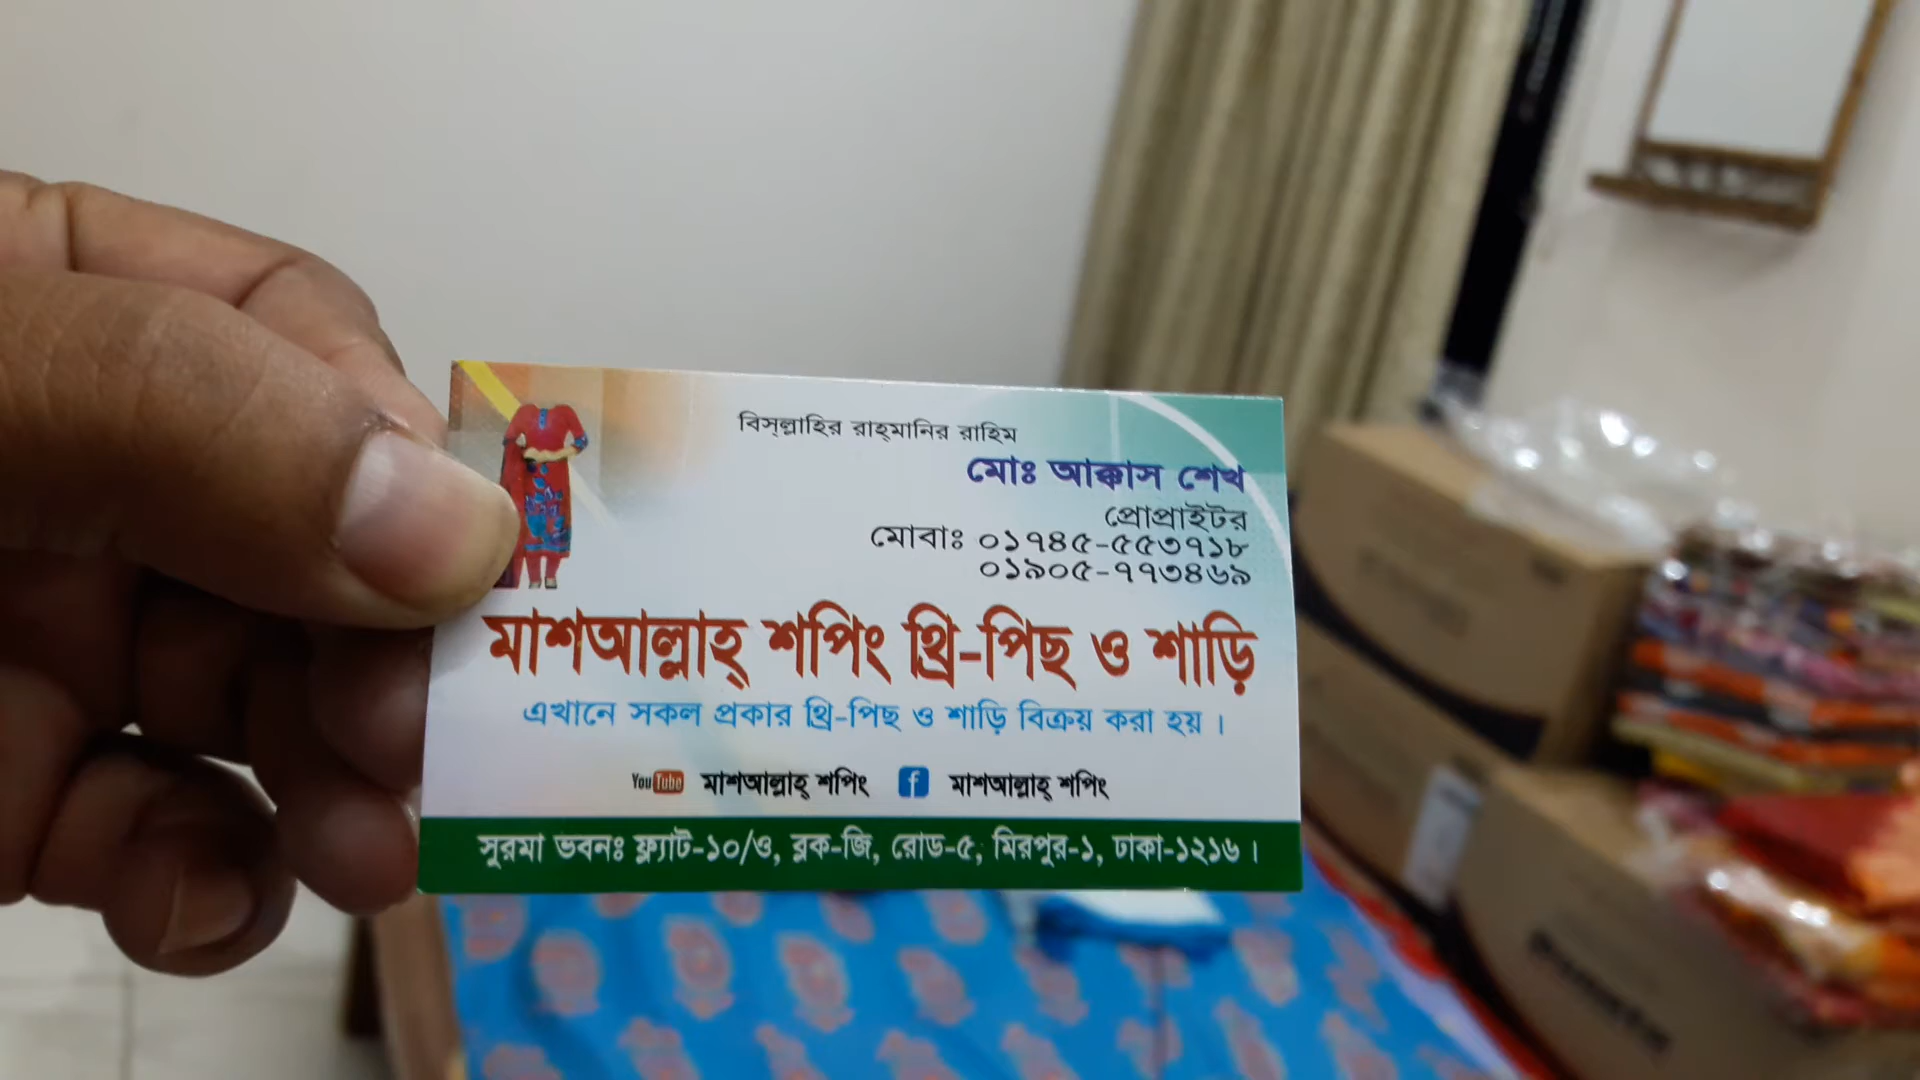 বিস্‌ল্লাহির রাহ্‌মানির রাহিম
মোঃ আক্কাস শেখ
প্রোপ্রাইটর
মোবাঃ ০১৭৪৫-৫৫৩৭১৮
০১৯০৫-৭৭৩৪৬৯
মাশআল্লাহ্ শপিং থ্রি-পিছ ও শাড়ি
এখানে সকল প্রকার থ্রি-পিছ ও শাড়ি বিক্রয় করা হয়।
YouTube মাশআল্লাহ্ শপিং f মাশআল্লাহ্ শপিং
সুরমা ভবনঃ ফ্ল্যাট-১০/ও, ব্লক-জি, রোড-৫, মিরপুর-১, ঢাকা-১২১৬।